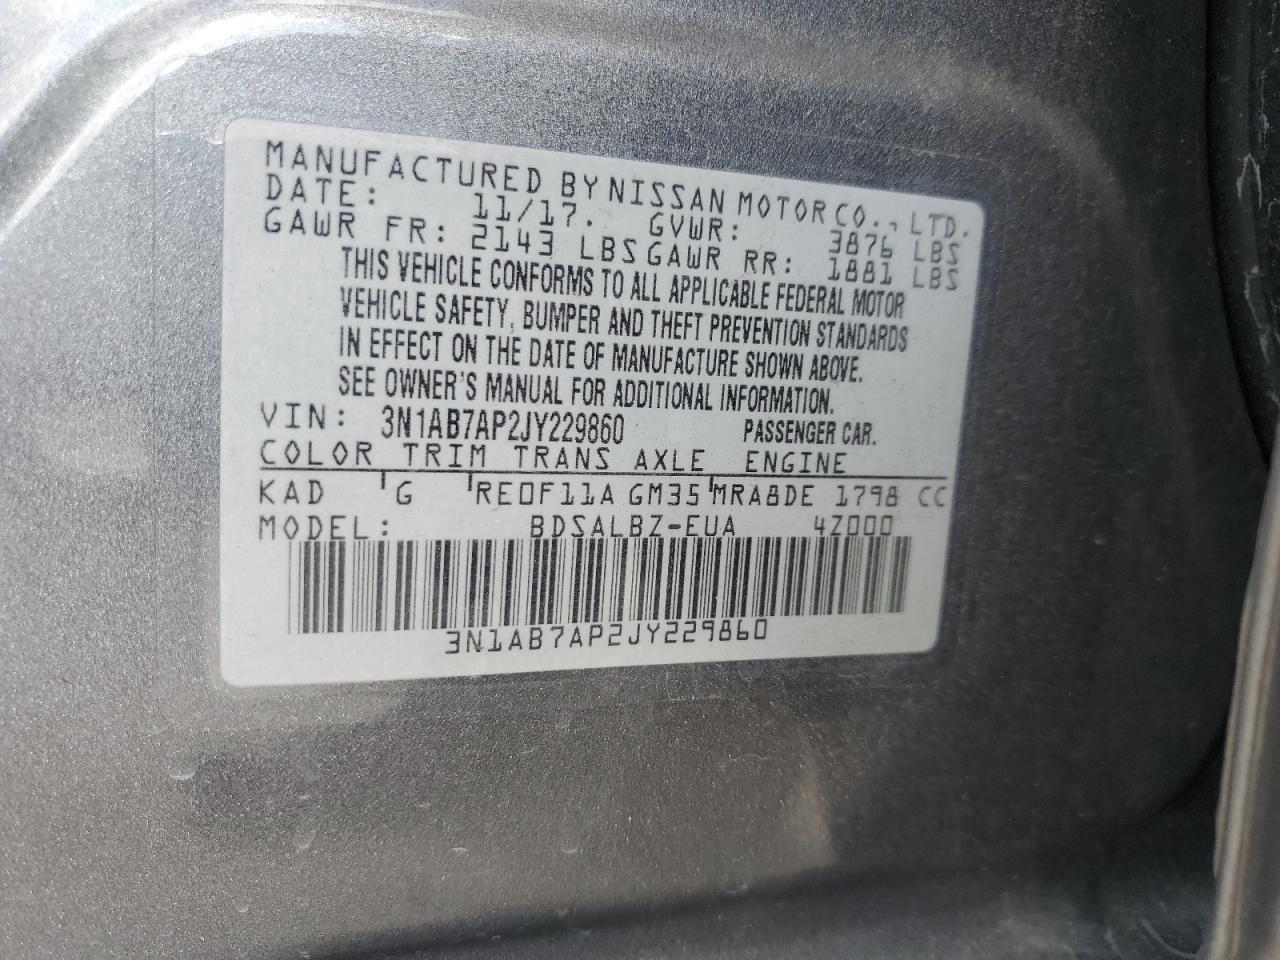 MANUFACTURED BY NISSAN MOTOR CO., LTD.
DATE: 11/17. GVWR: 3876 LBS
GAWR FR: 2143 LBS GAWR RR: 1881 LBS
THIS VEHICLE CONFORMS TO ALL APPLICABLE FEDERAL MOTOR
VEHICLE SAFETY, BUMPER AND THEFT PREVENTION STANDARDS
IN EFFECT ON THE DATE OF MANUFACTURE SHOWN ABOVE.
SEE OWNER'S MANUAL FOR ADDITIONAL INFORMATION.
VIN: 3N1AB7AP2JY229860 PASSENGER CAR.
COLOR TRIM TRANS AXLE ENGINE
KAD G RE0F11A GM35 MRA8DE 1798 CC
MODEL: BDSALBZ-EUA 4Z000
3N1AB7AP2JY229860